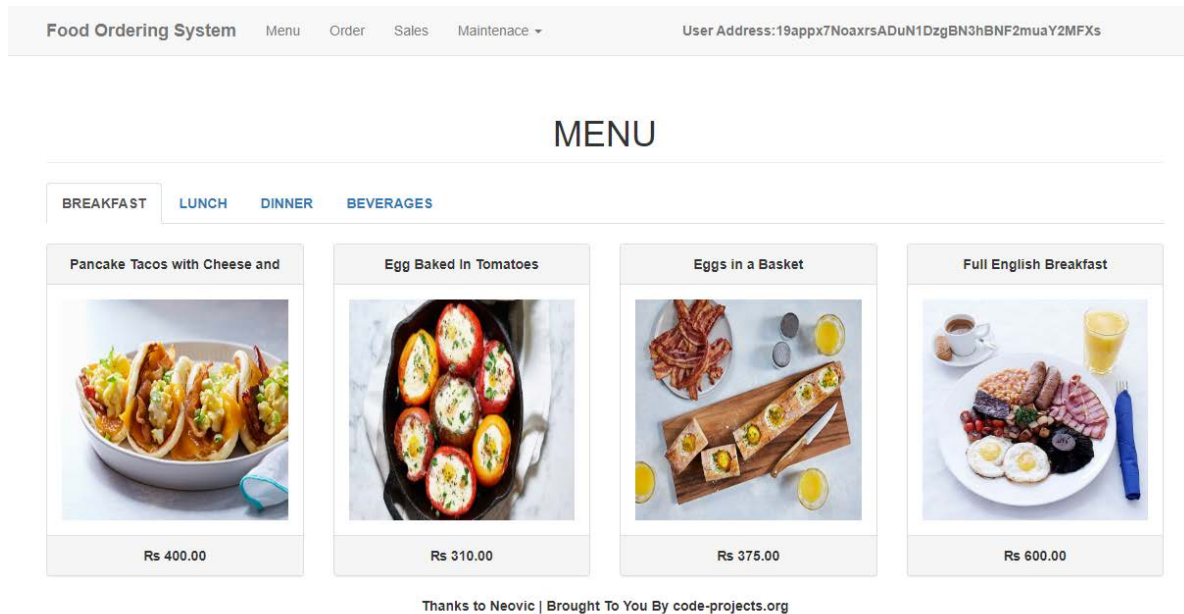 Food Ordering System Menu Order Sales Maintenace User Address:19appx7NoaxrsADuN1DzgBN3hBNF2muaY2MFXs
MENU
BREAKFAST LUNCH DINNER BEVERAGES
Pancake Tacos with Cheese and Egg Baked In Tomatoes Eggs in a Basket Full English Breakfast
Rs 400.00 Rs 310.00 Rs 375.00 Rs 600.00
Thanks to Neovic | Brought To You By code-projects.org